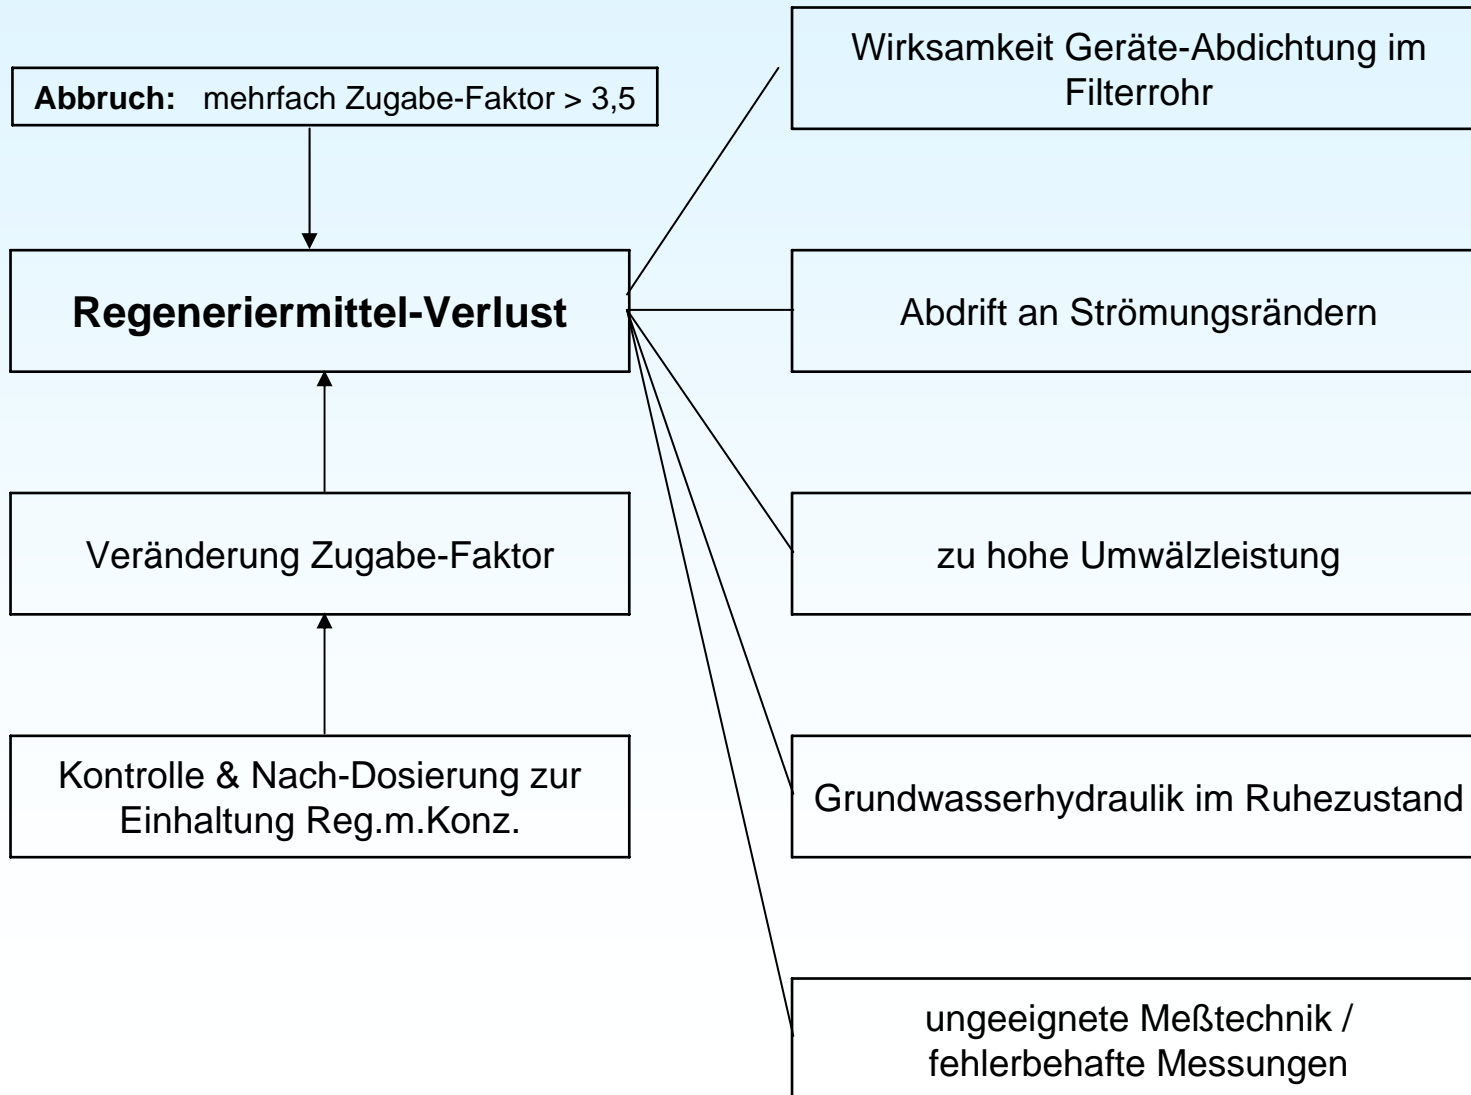 Abbruch: mehrfach Zugabe-Faktor > 3,5
Regeneriermittel-Verlust
Veränderung Zugabe-Faktor
Kontrolle & Nach-Dosierung zur
Einhaltung Reg.m.Konz.
Wirksamkeit Geräte-Abdichtung im
Filterrohr
Abdrift an Strömungsrändern
zu hohe Umwälzleistung
Grundwasserhydraulik im Ruhezustand
ungeeignete Meßtechnik /
fehlerbehafte Messungen